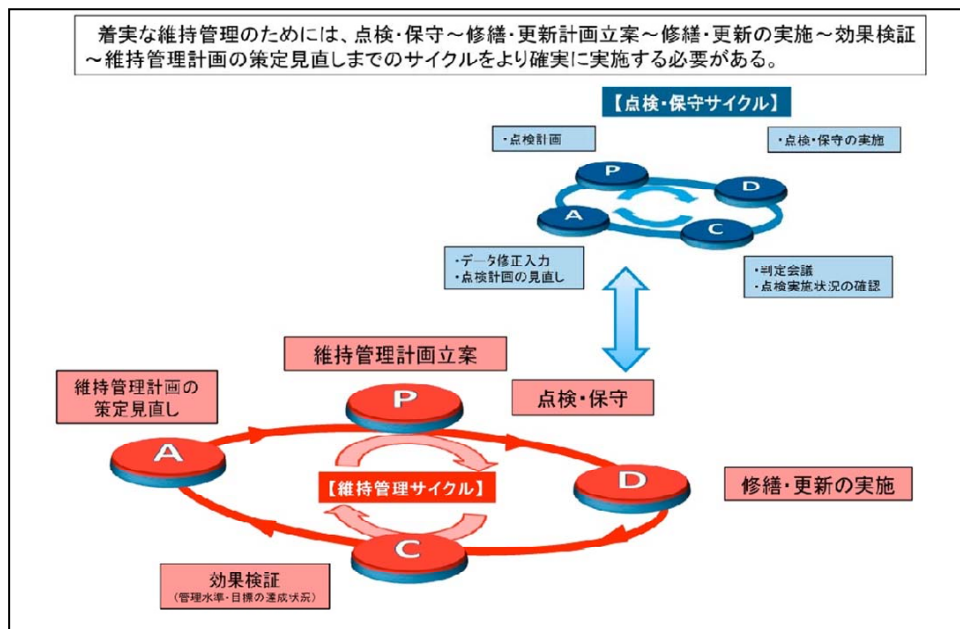 着実な維持管理のためには、点検・保守～修繕・更新計画立案～修繕・更新の実施～効果検証
～維持管理計画の策定見直しまでのサイクルをより確実に実施する必要がある。
【点検・保守サイクル】
・点検計画
・点検・保守の実施
P
D
A
C
・データ修正入力
・点検計画の見直し
・判定会議
・点検実施状況の確認
維持管理計画立案
維持管理計画の
策定見直し
点検・保守
P
A
【維持管理サイクル】
D
修繕・更新の実施
C
効果検証
（管理水準・目標の達成状況）